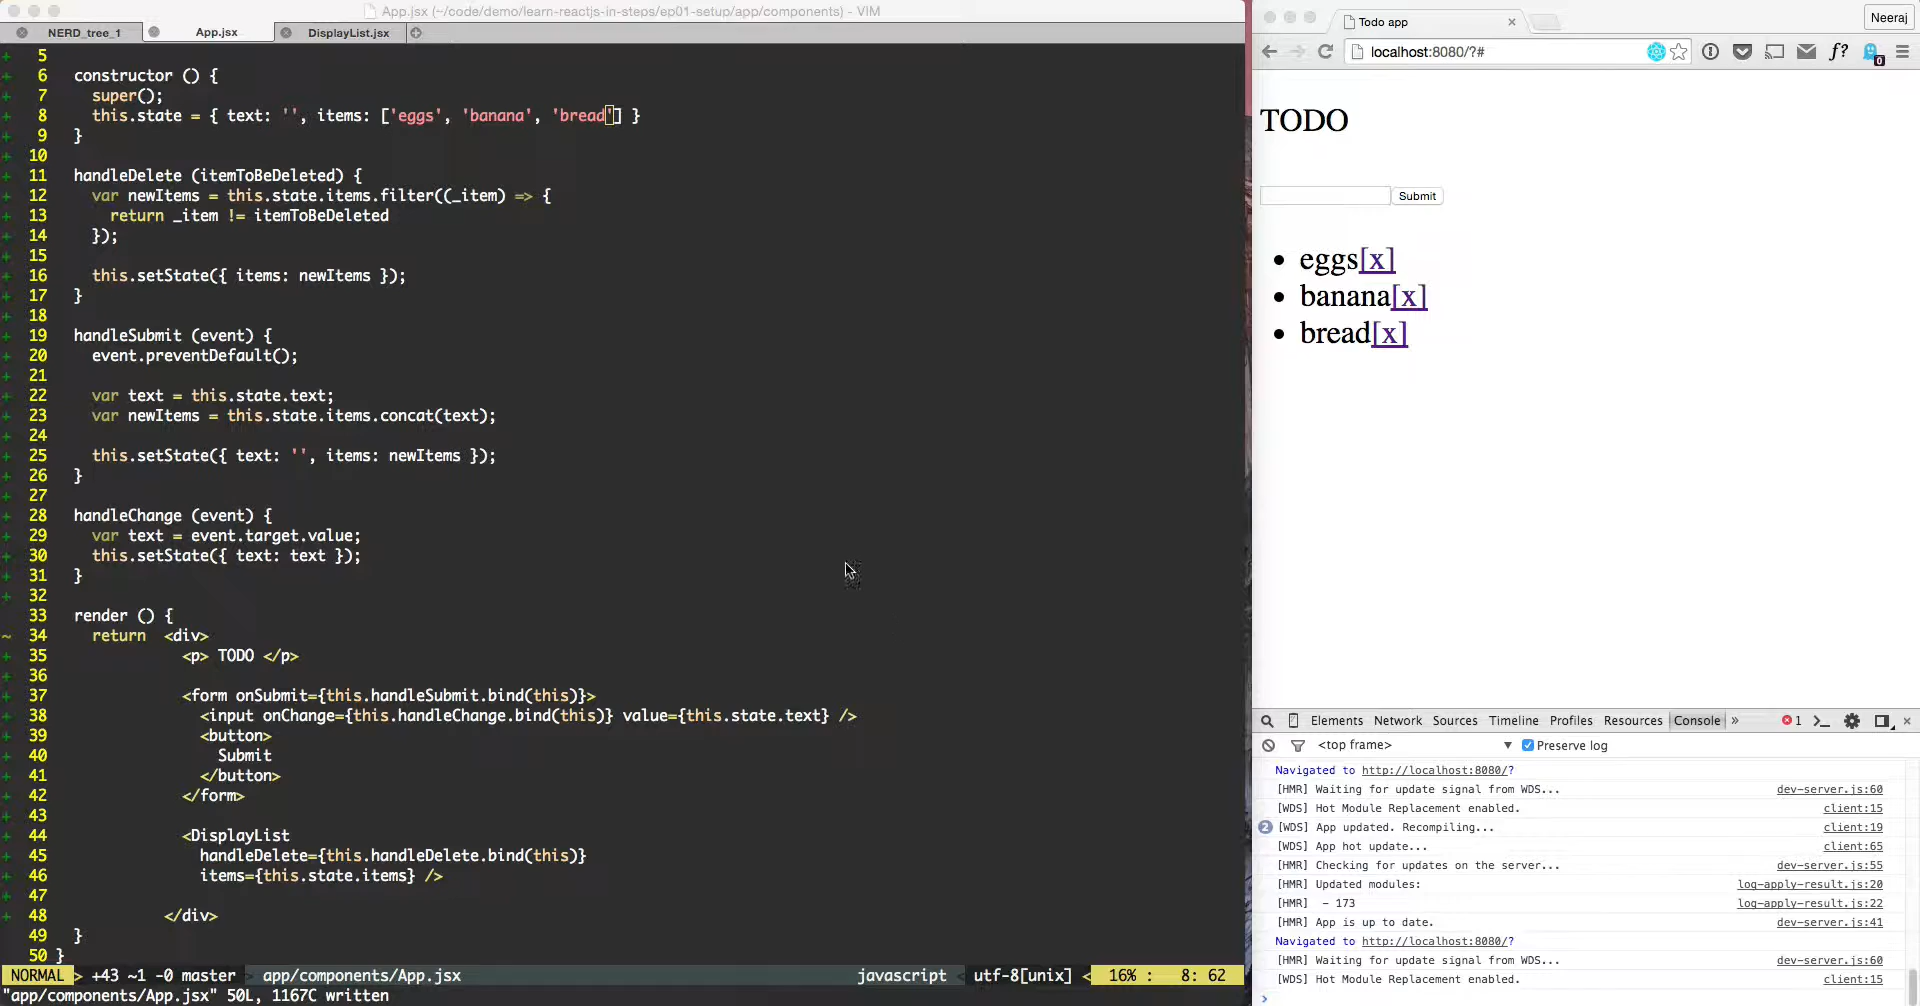 App.jsx (~/code/demo/learn-reactjs-in-steps/ep01-setup/app/components) - VIM
NERD_tree_1 App.jsx DisplayList.jsx
5
6 constructor () {
7 super();
8 this.state = { text: '', items: ['eggs', 'banana', 'bread'] }
9 }
10
11 handleDelete (itemToBeDeleted) {
12 var newItems = this.state.items.filter((_item) => {
13 return _item != itemToBeDeleted
14 });
15
16 this.setState({ items: newItems });
17 }
18
19 handleSubmit (event) {
20 event.preventDefault();
21
22 var text = this.state.text;
23 var newItems = this.state.items.concat(text);
24
25 this.setState({ text: '', items: newItems });
26 }
27
28 handleChange (event) {
29 var text = event.target.value;
30 this.setState({ text: text });
31 }
32
33 render () {
34 return <div>
35 <p> TODO </p>
36
37 <form onSubmit={this.handleSubmit.bind(this)}>
38 <input onChange={this.handleChange.bind(this)} value={this.state.text} />
39 <button>
40 Submit
41 </button>
42 </form>
43
44 <DisplayList
45 handleDelete={this.handleDelete.bind(this)}
46 items={this.state.items} />
47
48 </div>
49 }
50 }
NORMAL > +43 ~1 -0 master > app/components/App.jsx javascript < utf-8[unix] < 16% : 8: 62
"app/components/App.jsx" 50L, 1167C written
Todo app
Neeraj
localhost:8080/?#
f?
0
TODO
Submit
eggs[x]
banana[x]
bread[x]
Elements Network Sources Timeline Profiles Resources Console » 1
<top frame> ▼ Preserve log
Navigated to http://localhost:8080/?
[HMR] Waiting for update signal from WDS... dev-server.js:60
[WDS] Hot Module Replacement enabled. client:15
2 [WDS] App updated. Recompiling... client:19
[WDS] App hot update... client:65
[HMR] Checking for updates on the server... dev-server.js:55
[HMR] Updated modules: log-apply-result.js:20
[HMR] - 173 log-apply-result.js:22
[HMR] App is up to date. dev-server.js:41
Navigated to http://localhost:8080/?
[HMR] Waiting for update signal from WDS... dev-server.js:60
[WDS] Hot Module Replacement enabled. client:15
>